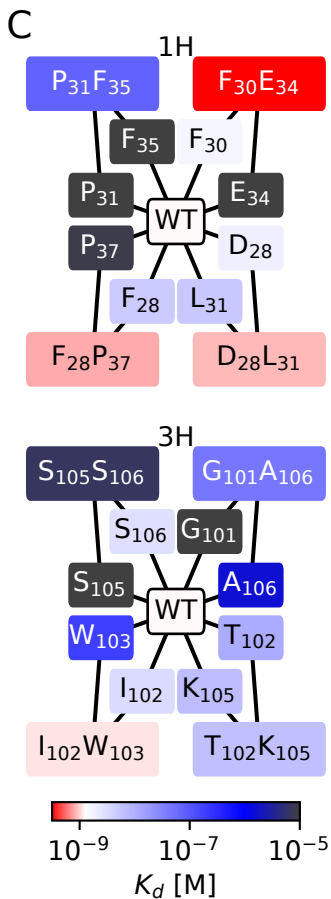 C
1H
P₃₁F₃₅ F₃₀E₃₄
F₃₅ F₃₀
P₃₁ E₃₄
WT
P₃₇ D₂₈
F₂₈ L₃₁
F₂₈P₃₇ D₂₈L₃₁
3H
S₁₀₅S₁₀₆ G₁₀₁A₁₀₆
S₁₀₆ G₁₀₁
S₁₀₅ A₁₀₆
WT
W₁₀₃ T₁₀₂
I₁₀₂ K₁₀₅
I₁₀₂W₁₀₃ T₁₀₂K₁₀₅
10⁻⁹ 10⁻⁷ 10⁻⁵
K_d [M]